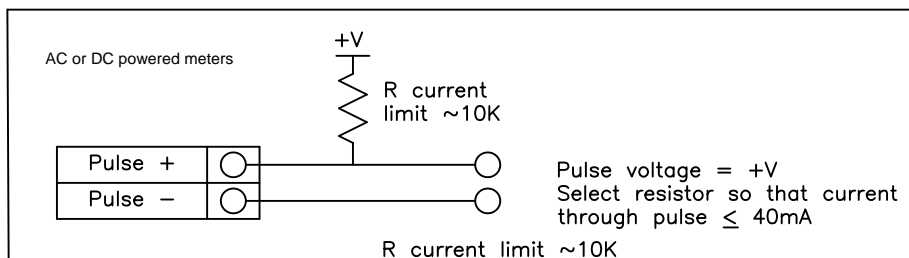 +V
AC or DC powered meters
R current
limit ~10K
Pulse +
Pulse −
Pulse voltage = +V
Select resistor so that current
through pulse ≤ 40mA
R current limit ~10K